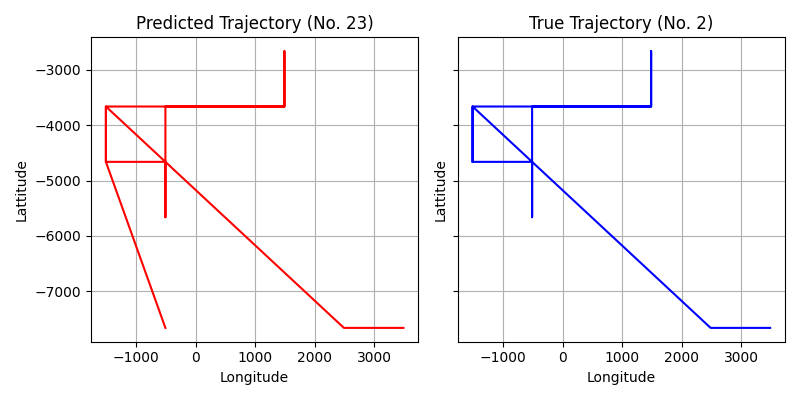 Predicted Trajectory (No. 23)
True Trajectory (No. 2)
Lattitude
−3000
−4000
−5000
−6000
−7000
Lattitude
−1000 0 1000 2000 3000
−1000 0 1000 2000 3000
Longitude
Longitude